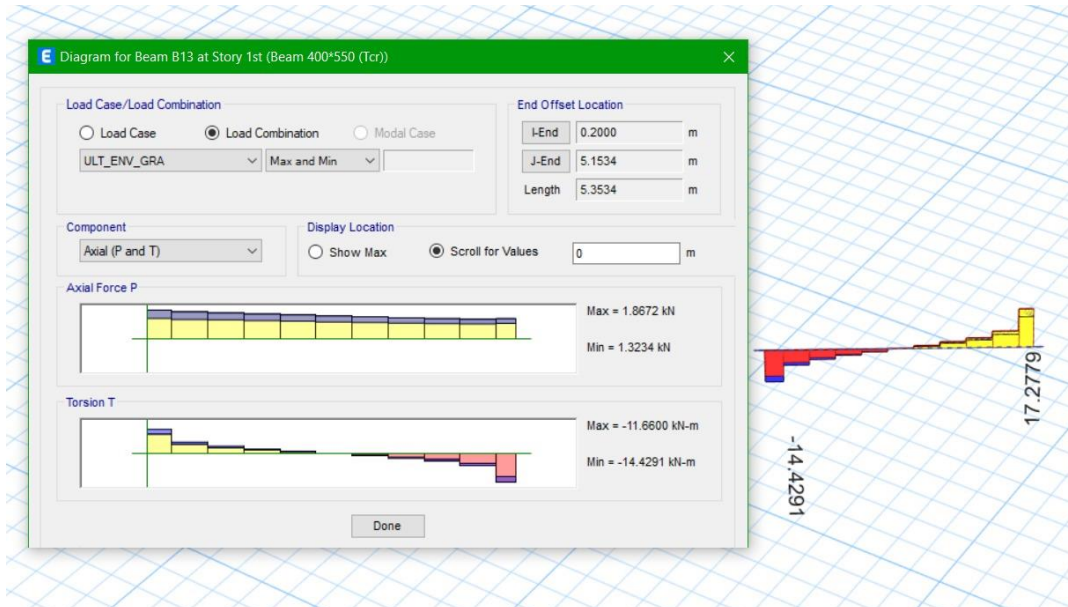 E Diagram for Beam B13 at Story 1st (Beam 400*550 (Tcr))
Load Case/Load Combination
Load Case Load Combination Modal Case
ULT_ENV_GRA Max and Min
End Offset Location
I-End 0.2000 m
J-End 5.1534 m
Length 5.3534 m
Component
Axial (P and T)
Display Location
Show Max Scroll for Values 0 m
Axial Force P
Max = 1.8672 kN
Min = 1.3234 kN
Torsion T
Max = -11.6600 kN-m
Min = -14.4291 kN-m
Done
-14.4291
17.2779